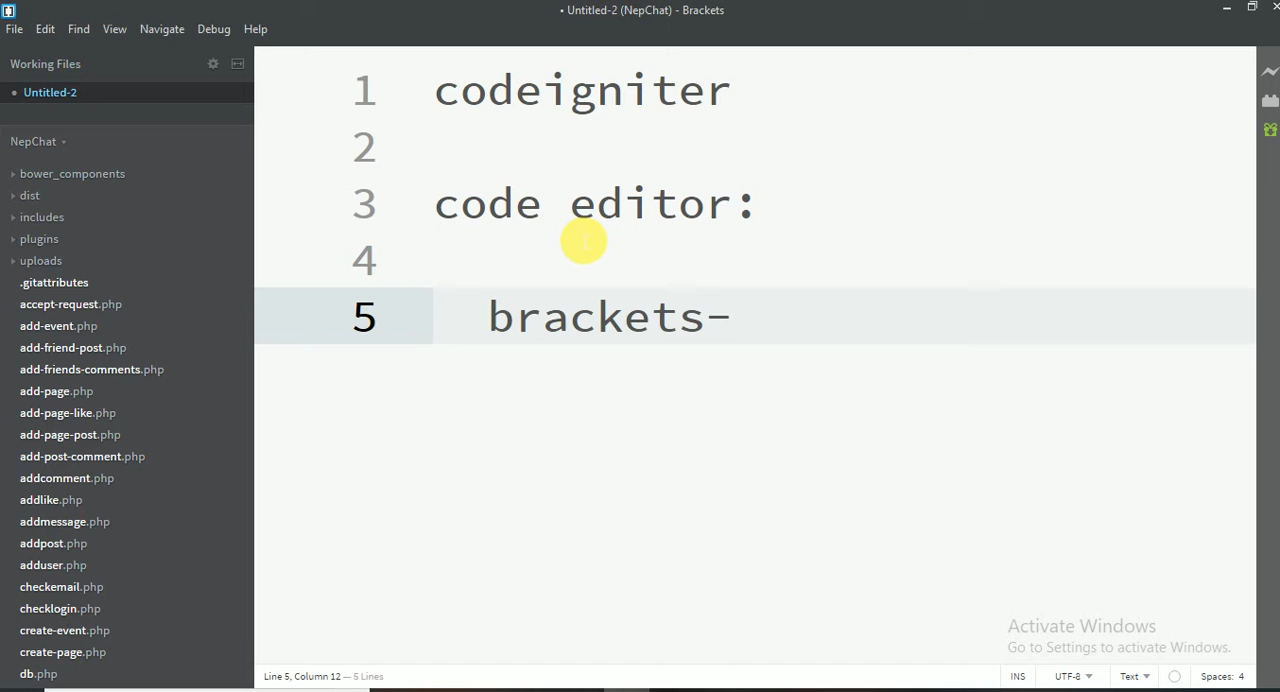 • Untitled-2 (NepChat) - Brackets
File Edit Find View Navigate Debug Help
Working Files
• Untitled-2
NepChat
bower_components
dist
includes
plugins
uploads
.gitattributes
accept-request.php
add-event.php
add-friend-post.php
add-friends-comments.php
add-page.php
add-page-like.php
add-page-post.php
add-post-comment.php
addcomment.php
addlike.php
addmessage.php
addpost.php
adduser.php
checkemail.php
checklogin.php
create-event.php
create-page.php
db.php
1 codeigniter
2
3 code editor:
4
5 brackets-
Activate Windows
Go to Settings to activate Windows.
Line 5, Column 12 — 5 Lines
INS UTF-8 Text Spaces: 4